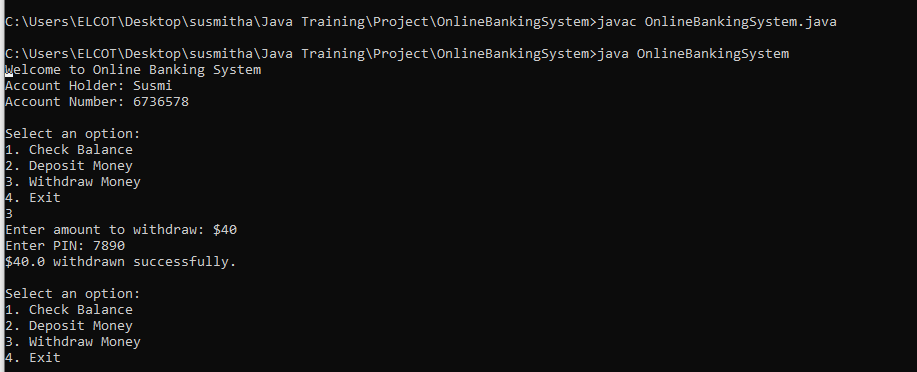 C:\Users\ELCOT\Desktop\susmitha\Java Training\Project\OnlineBankingSystem>javac OnlineBankingSystem.java
C:\Users\ELCOT\Desktop\susmitha\Java Training\Project\OnlineBankingSystem>java OnlineBankingSystem
Welcome to Online Banking System
Account Holder: Susmi
Account Number: 6736578
Select an option:
1. Check Balance
2. Deposit Money
3. Withdraw Money
4. Exit
3
Enter amount to withdraw: $40
Enter PIN: 7890
$40.0 withdrawn successfully.
Select an option:
1. Check Balance
2. Deposit Money
3. Withdraw Money
4. Exit